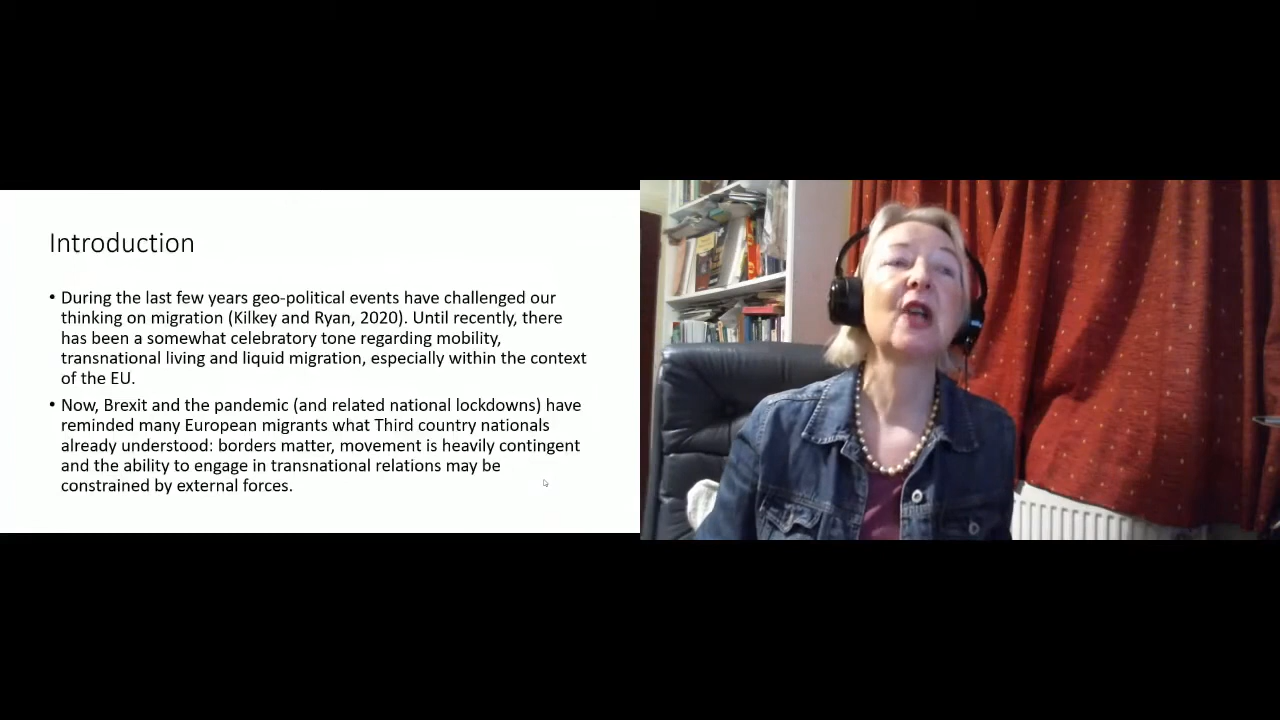 Introduction
• During the last few years geo-political events have challenged our
thinking on migration (Kilkey and Ryan, 2020). Until recently, there
has been a somewhat celebratory tone regarding mobility,
transnational living and liquid migration, especially within the context
of the EU.
• Now, Brexit and the pandemic (and related national lockdowns) have
reminded many European migrants what Third country nationals
already understood: borders matter, movement is heavily contingent
and the ability to engage in transnational relations may be
constrained by external forces.